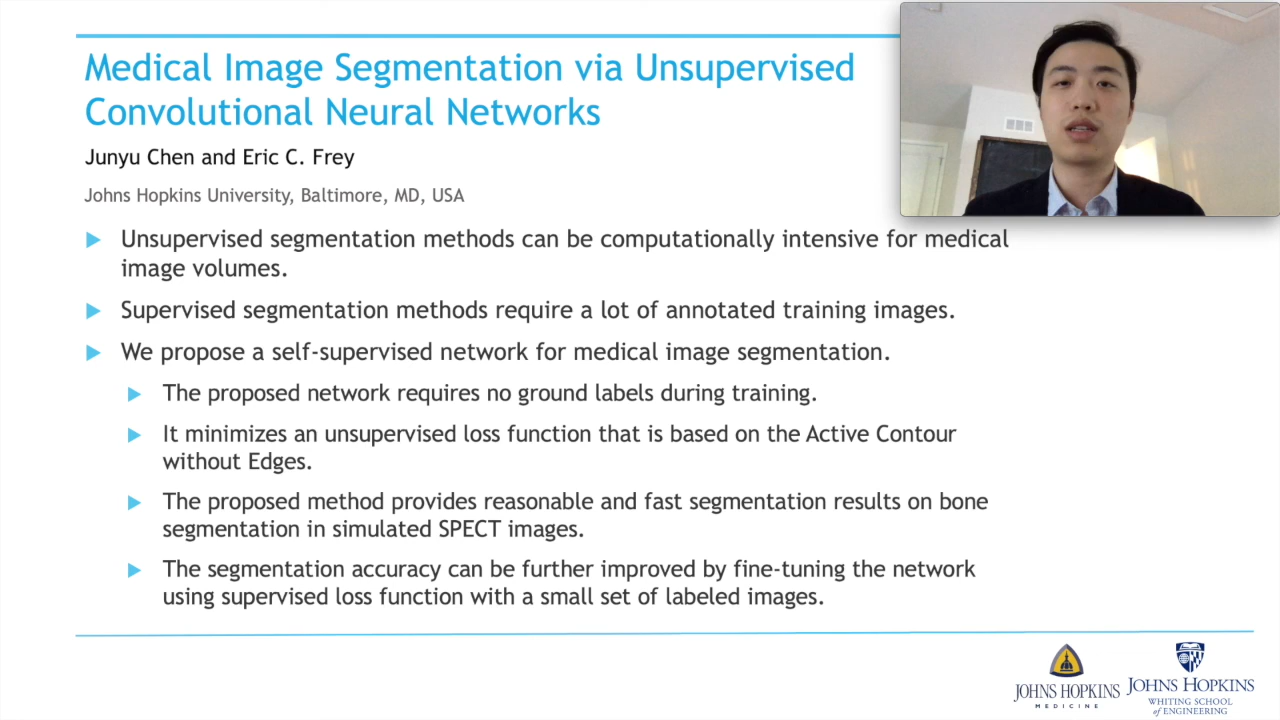 Medical Image Segmentation via Unsupervised
Convolutional Neural Networks
Junyu Chen and Eric C. Frey
Johns Hopkins University, Baltimore, MD, USA
Unsupervised segmentation methods can be computationally intensive for medical
image volumes.
Supervised segmentation methods require a lot of annotated training images.
We propose a self-supervised network for medical image segmentation.
The proposed network requires no ground labels during training.
It minimizes an unsupervised loss function that is based on the Active Contour
without Edges.
The proposed method provides reasonable and fast segmentation results on bone
segmentation in simulated SPECT images.
The segmentation accuracy can be further improved by fine-tuning the network
using supervised loss function with a small set of labeled images.
JOHNS HOPKINS
MEDICINE
JOHNS HOPKINS
WHITING SCHOOL
of ENGINEERING